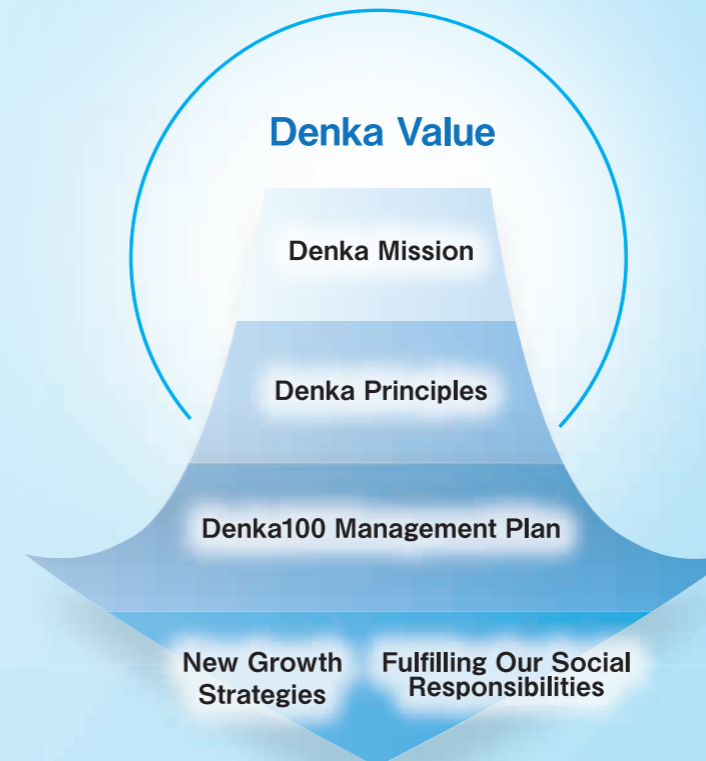 Denka Value
Denka Mission
Denka Principles
Denka100 Management Plan
New Growth
Strategies
Fulfilling Our Social
Responsibilities